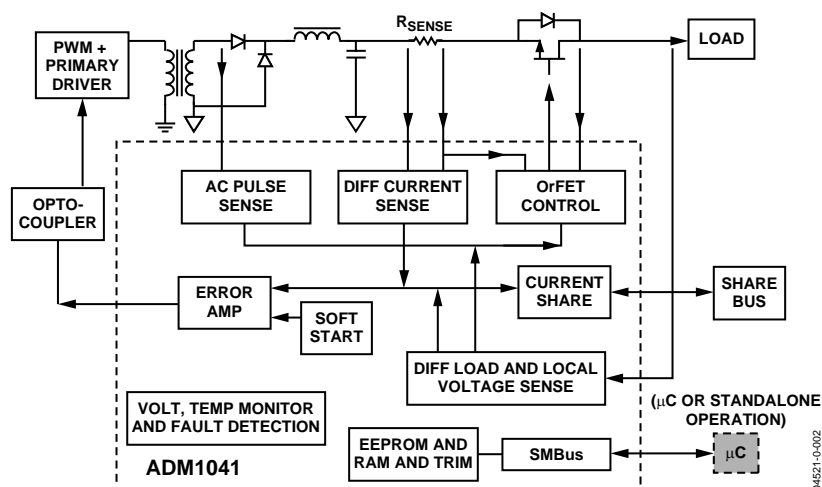 PWM +
PRIMARY
DRIVER
RSENSE
LOAD
AC PULSE
SENSE
DIFF CURRENT
SENSE
OrFET
CONTROL
OPTO-
COUPLER
ERROR
AMP
SOFT
START
CURRENT
SHARE
SHARE
BUS
DIFF LOAD AND LOCAL
VOLTAGE SENSE
VOLT, TEMP MONITOR
AND FAULT DETECTION
(µC OR STANDALONE
OPERATION)
EEPROM AND
RAM AND TRIM
SMBus
µC
ADM1041
04521-0-002